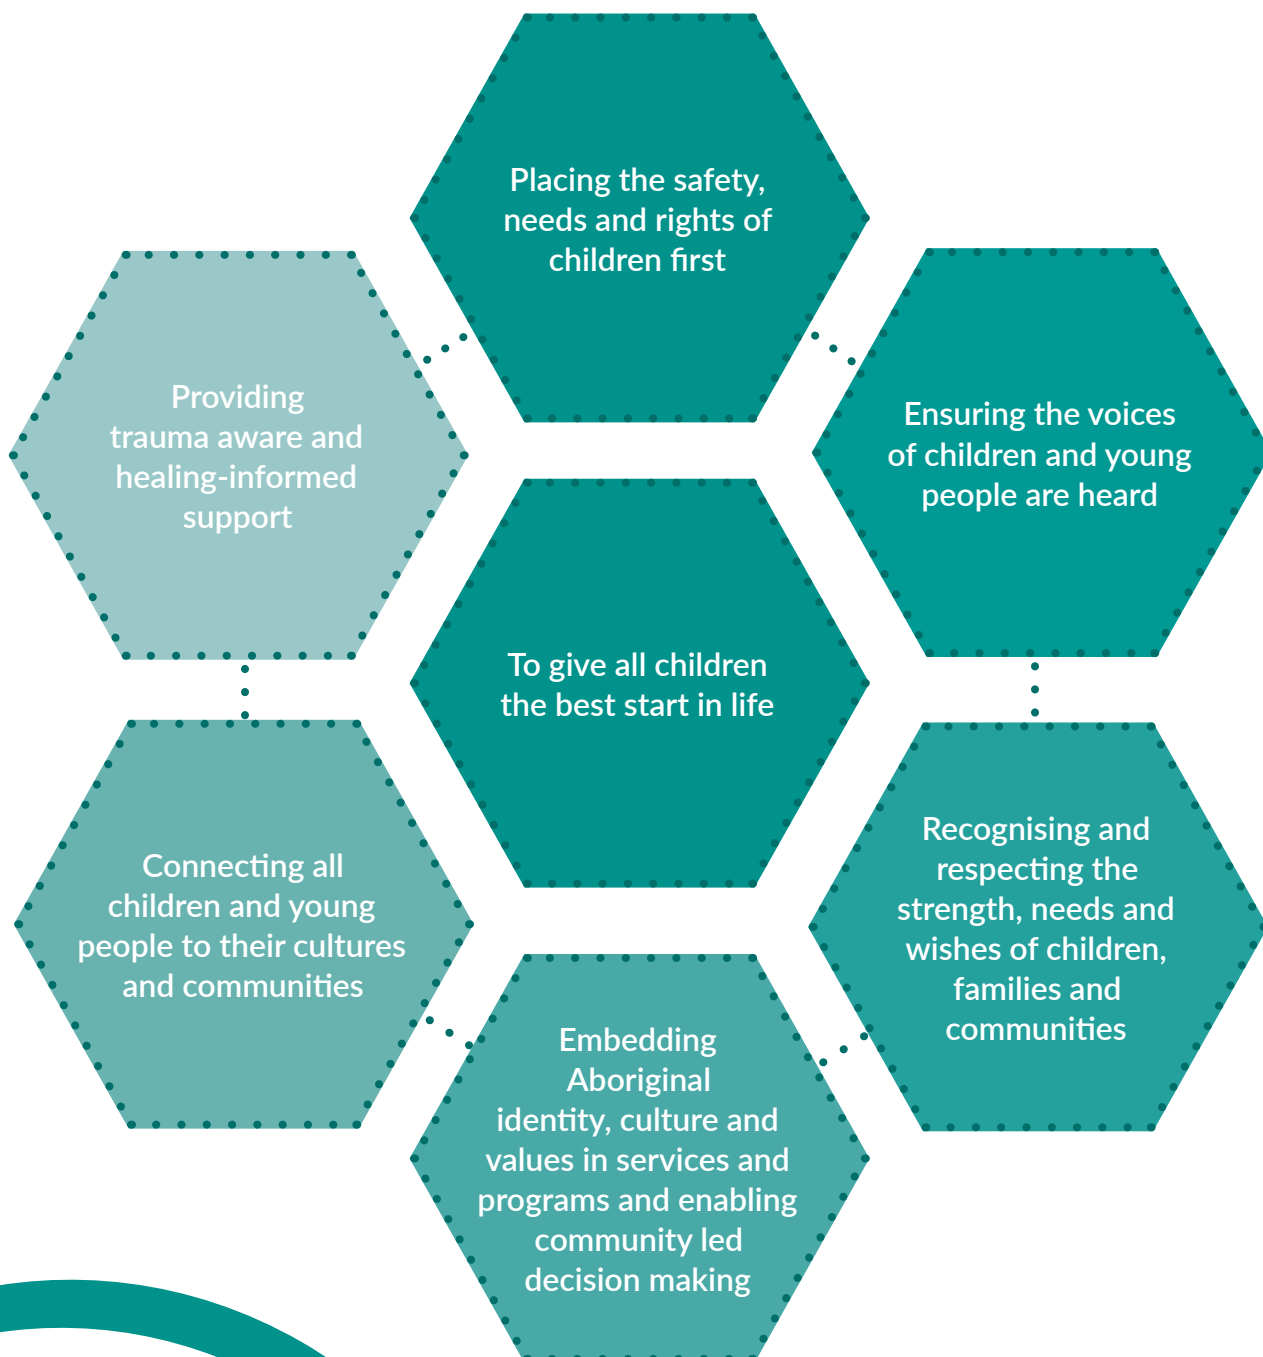 Placing the safety,
needs and rights of
children first
Ensuring the voices
of children and young
people are heard
Providing
trauma aware and
healing-informed
support
To give all children
the best start in life
Recognising and
respecting the
strength, needs and
wishes of children,
families and
communities
Connecting all
children and young
people to their cultures
and communities
Embedding
Aboriginal
identity, culture and
values in services and
programs and enabling
community led
decision making